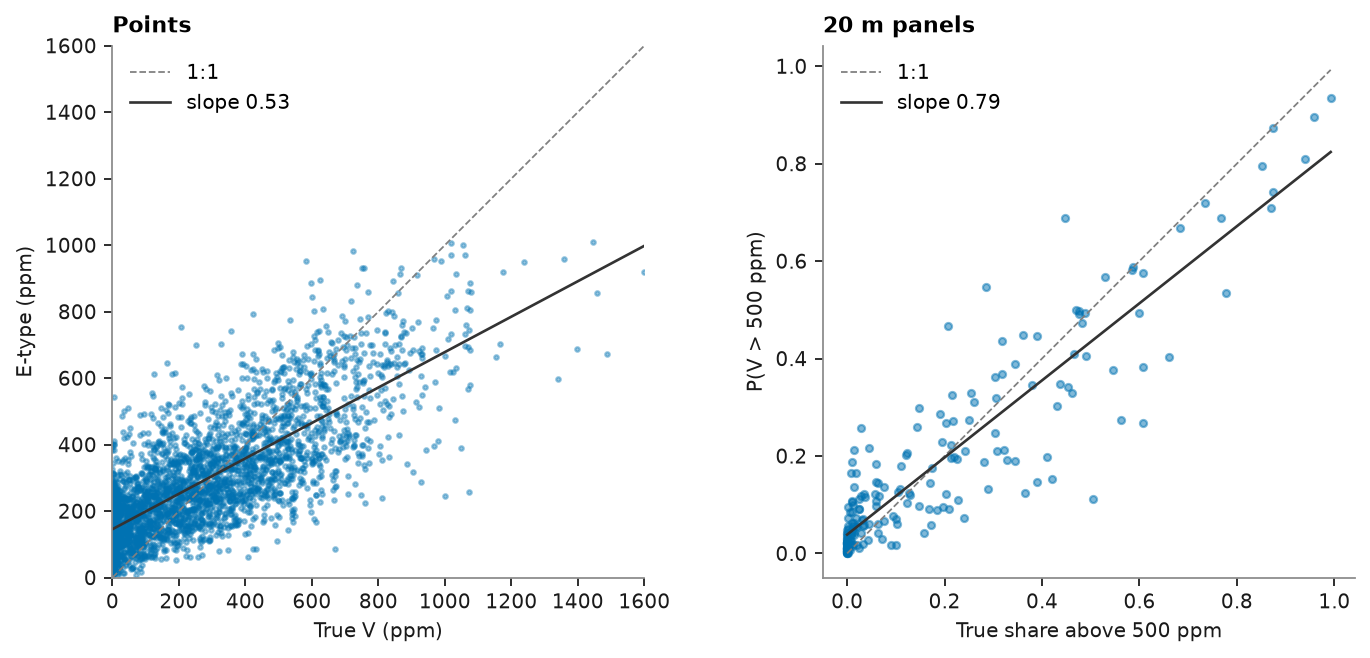 Points
1:1
slope 0.53
1600
1400
1200
1000
800
600
400
200
0
E-type (ppm)
0 200 400 600 800 1000 1200 1400 1600
True V (ppm)
20 m panels
1:1
slope 0.79
1.0
0.8
0.6
0.4
0.2
0.0
P(V > 500 ppm)
0.0 0.2 0.4 0.6 0.8 1.0
True share above 500 ppm